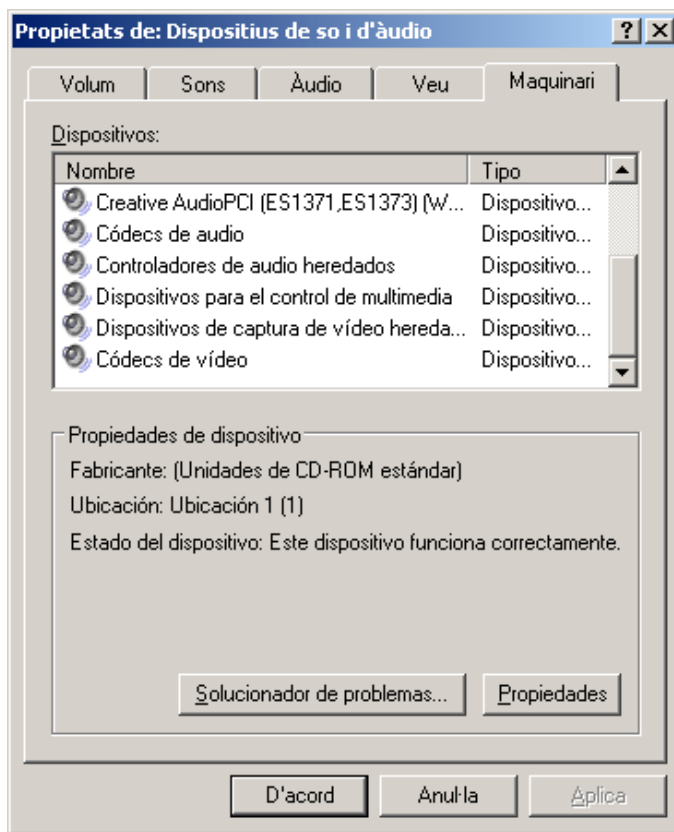 Propietats de: Dispositius de so i d'àudio
Volum Sons Àudio Veu Maquinari
Dispositivos:
Nombre Tipo
Creative AudioPCI (ES1371,ES1373) (W... Dispositivo...
Códecs de audio Dispositivo...
Controladores de audio heredados Dispositivo...
Dispositivos para el control de multimedia Dispositivo...
Dispositivos de captura de vídeo hereda... Dispositivo...
Códecs de vídeo Dispositivo...
Propiedades de dispositivo
Fabricante: (Unidades de CD-ROM estándar)
Ubicación: Ubicación 1 (1)
Estado del dispositivo: Este dispositivo funciona correctamente.
Solucionador de problemas... Propiedades
D'acord Anul·la Aplica